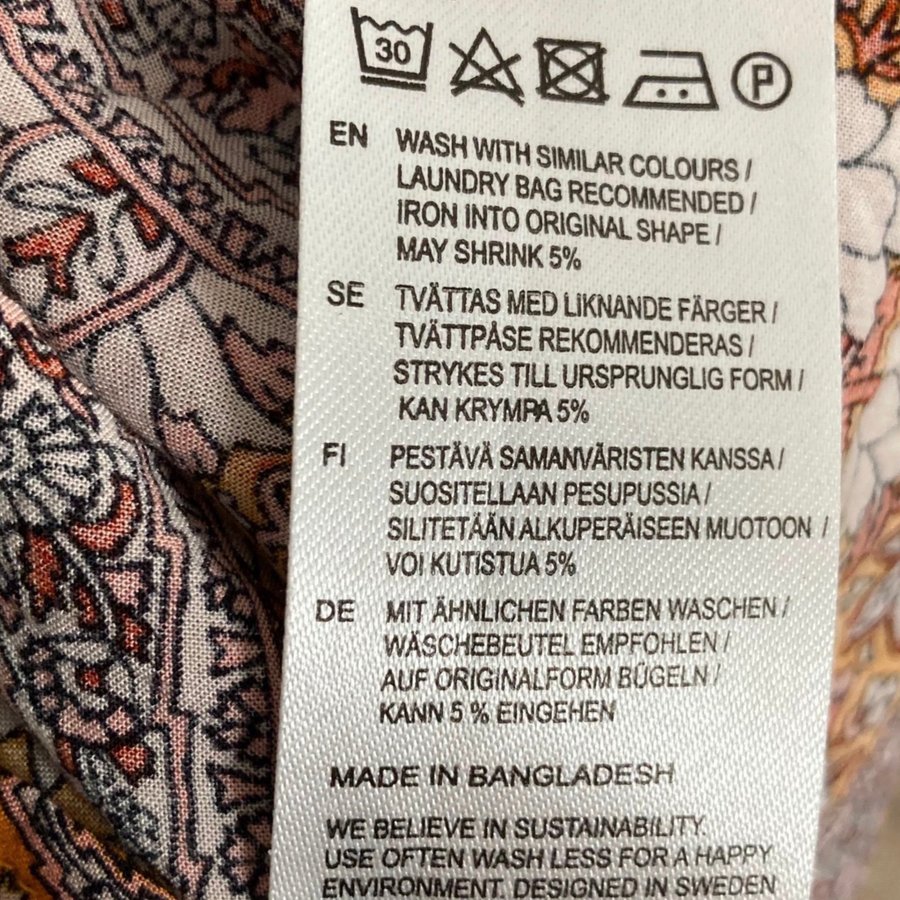 30
P
EN WASH WITH SIMILAR COLOURS /
LAUNDRY BAG RECOMMENDED /
IRON INTO ORIGINAL SHAPE /
MAY SHRINK 5%
SE TVÄTTAS MED LIKNANDE FÄRGER /
TVÄTTPÅSE REKOMMENDERAS /
STRYKES TILL URSPRUNGLIG FORM /
KAN KRYMPA 5%
FI PESTÄVÄ SAMANVÄRISTEN KANSSA /
SUOSITELLAAN PESUPUSSIA /
SILITETÄÄN ALKUPERÄISEEN MUOTOON /
VOI KUTISTUA 5%
DE MIT ÄHNLICHEN FARBEN WASCHEN /
WÄSCHEBEUTEL EMPFOHLEN /
AUF ORIGINALFORM BÜGELN /
KANN 5 % EINGEHEN
MADE IN BANGLADESH
WE BELIEVE IN SUSTAINABILITY.
USE OFTEN WASH LESS FOR A HAPPY
ENVIRONMENT. DESIGNED IN SWEDEN